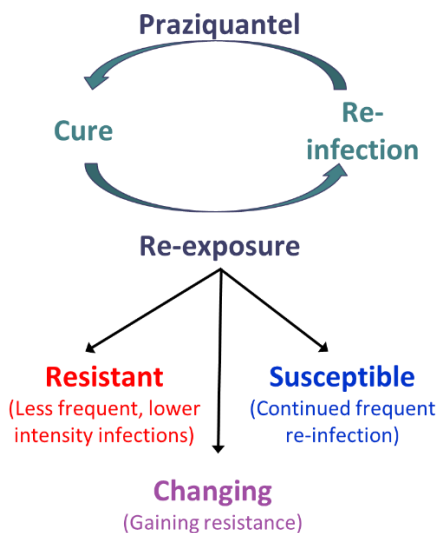 Praziquantel
Cure
Re-
infection
Re-exposure
Resistant
(Less frequent, lower
intensity infections)
Susceptible
(Continued frequent
re-infection)
Changing
(Gaining resistance)